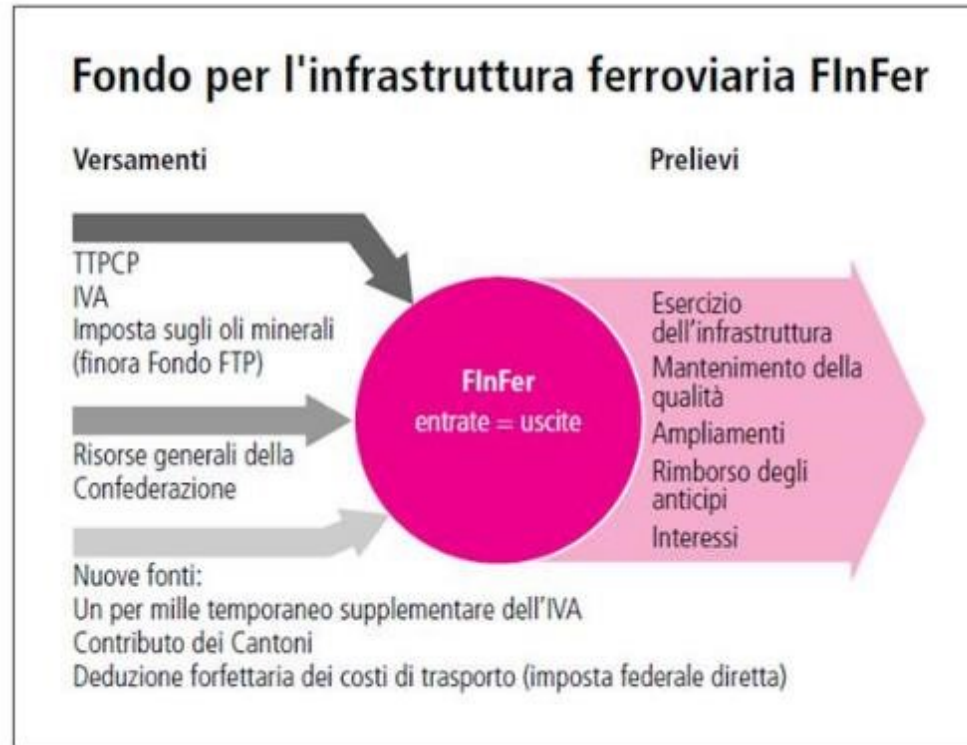 Fondo per l'infrastruttura ferroviaria FInFer
Versamenti
Prelievi
TTPCP
IVA
Imposta sugli oli minerali
(finora Fondo FTP)
Risorse generali della
Confederazione
Nuove fonti:
Un per mille temporaneo supplementare dell'IVA
Contributo dei Cantoni
Deduzione forfettaria dei costi di trasporto (imposta federale diretta)
FInFer
entrate = uscite
Esercizio
dell'infrastruttura
Mantenimento della
qualità
Ampliamenti
Rimborso degli
anticipi
Interessi